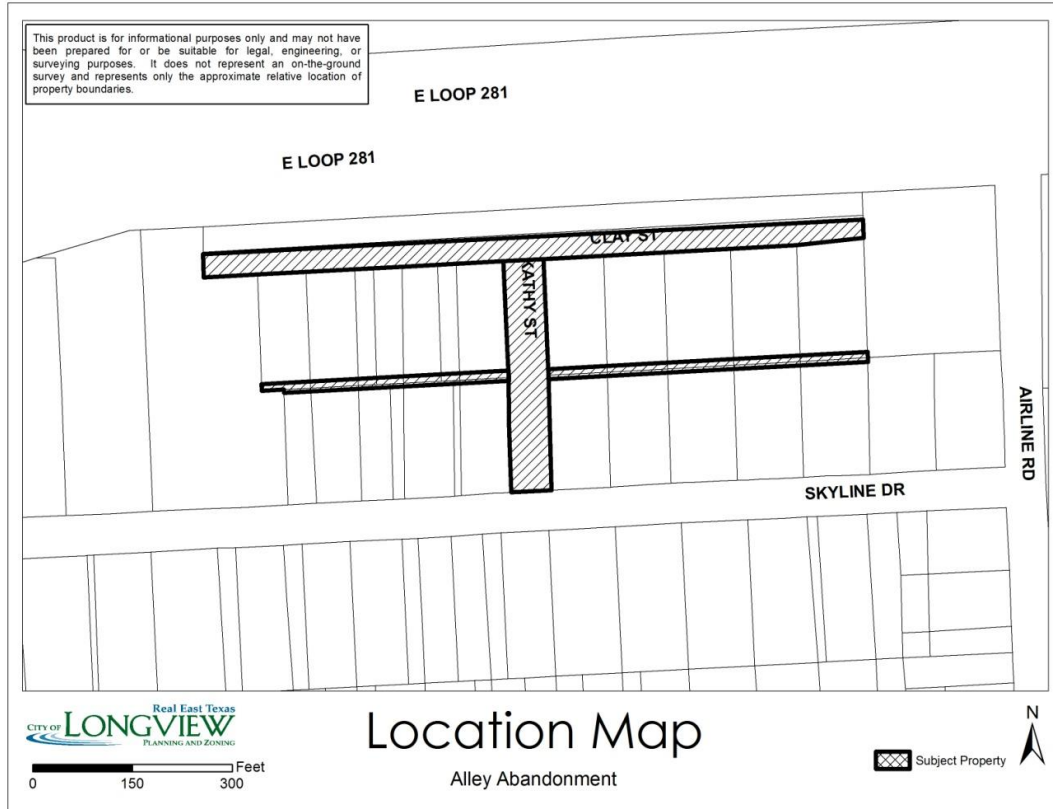 This product is for informational purposes only and may not have
been prepared for or be suitable for legal, engineering, or
surveying purposes. It does not represent an on-the-ground
survey and represents only the approximate relative location of
property boundaries.
E LOOP 281
E LOOP 281
CLAY ST
KATHY ST
AIRLINE RD
SKYLINE DR
Real East Texas
CITY OF LONGVIEW
PLANNING AND ZONING
Feet
0 150 300
Location Map
Alley Abandonment
Subject Property
N